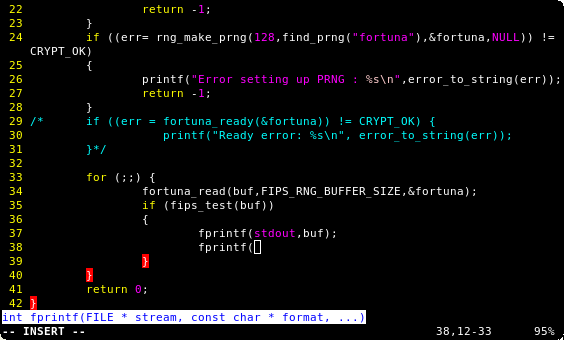 22 return -1;
23 }
24 if ((err= rng_make_prng(128,find_prng("fortuna"),&fortuna,NULL)) !=
CRYPT_OK)
25 {
26 printf("Error setting up PRNG : %s\n",error_to_string(err));
27 return -1;
28 }
29 /* if ((err = fortuna_ready(&fortuna)) != CRYPT_OK) {
30 printf("Ready error: %s\n", error_to_string(err));
31 }*/
32
33 for (;;) {
34 fortuna_read(buf,FIPS_RNG_BUFFER_SIZE,&fortuna);
35 if (fips_test(buf))
36 {
37 fprintf(stdout,buf);
38 fprintf(
39 }
40 }
41 return 0;
42 }
int fprintf(FILE * stream, const char * format, ...)
-- INSERT -- 38,12-33 95%